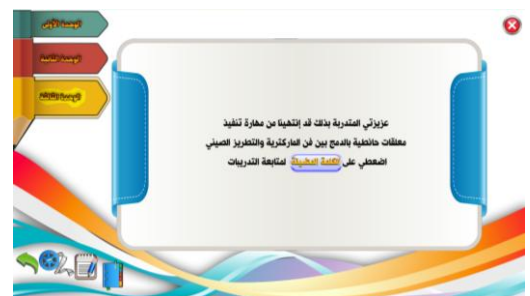 الوحدة الأولى
الوحدة الثانية
الوحدة الثالثة
عزيزتي المتدربة بذلك قد إنتهينا من مهارة تنفيذ
معلقات حائطية بالدمج بين فن الماركترية والتطريز الصيني
اضغطي على الكلمة المضيئة لمتابعة التدريبات